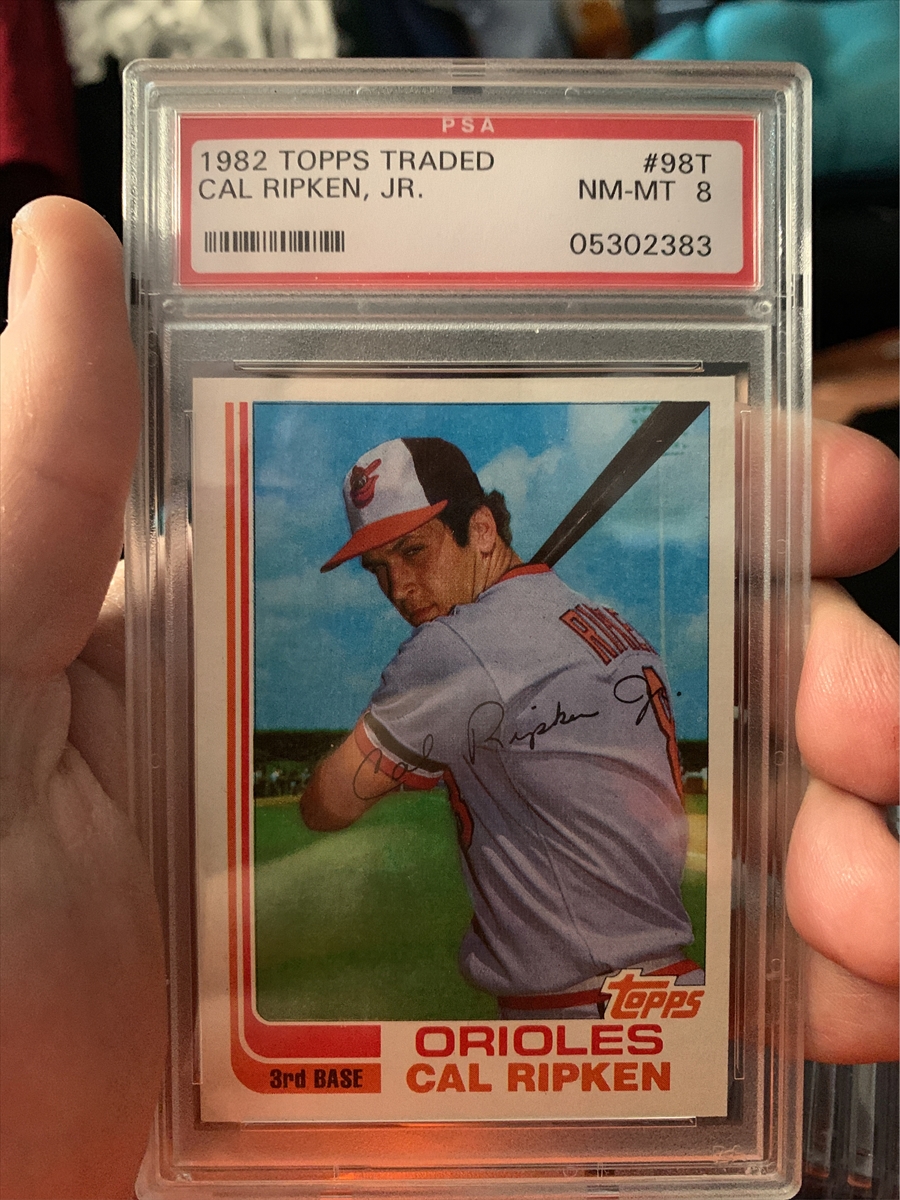 PSA
1982 TOPPS TRADED #98T
CAL RIPKEN, JR. NM-MT 8
05302383
Cal Ripken Jr.
topps
ORIOLES
3rd BASE
CAL RIPKEN